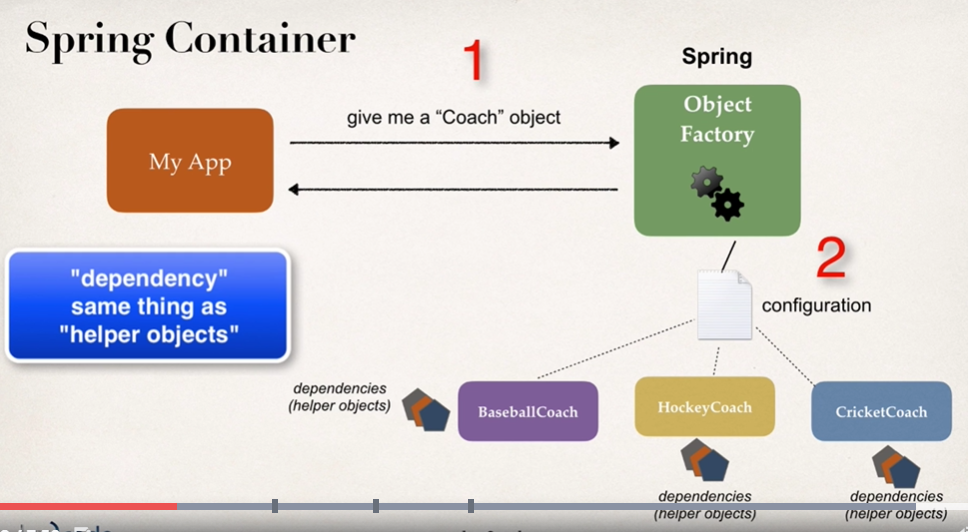 Spring Container
1
Spring
give me a “Coach” object
Object
Factory
My App
2
configuration
"dependency"
same thing as
"helper objects"
dependencies
(helper objects)
BaseballCoach
HockeyCoach
CricketCoach
dependencies
(helper objects)
dependencies
(helper objects)